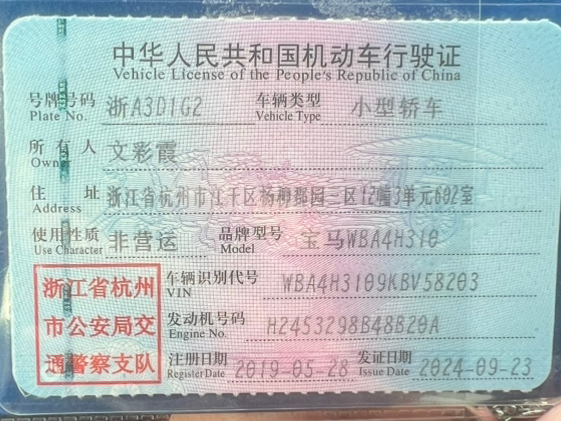 中华人民共和国机动车行驶证
Vehicle License of the People's Republic of China
号牌号码 浙A3D1G2 车辆类型 小型轿车
Plate No. Vehicle Type
所有人 文彩霞
Owner
住址 浙江省杭州市江干区杨柳郡园三区12幢3单元602室
Address
使用性质 非营运 品牌型号 宝马WBA4H310
Use Character Model
浙江省杭州
市公安局交
通警察支队
车辆识别代号 WBA4H3109KBV58203
VIN
发动机号码 H2453298B48B20A
Engine No.
注册日期 2019-05-28 发证日期 2024-09-23
Register Date Issue Date